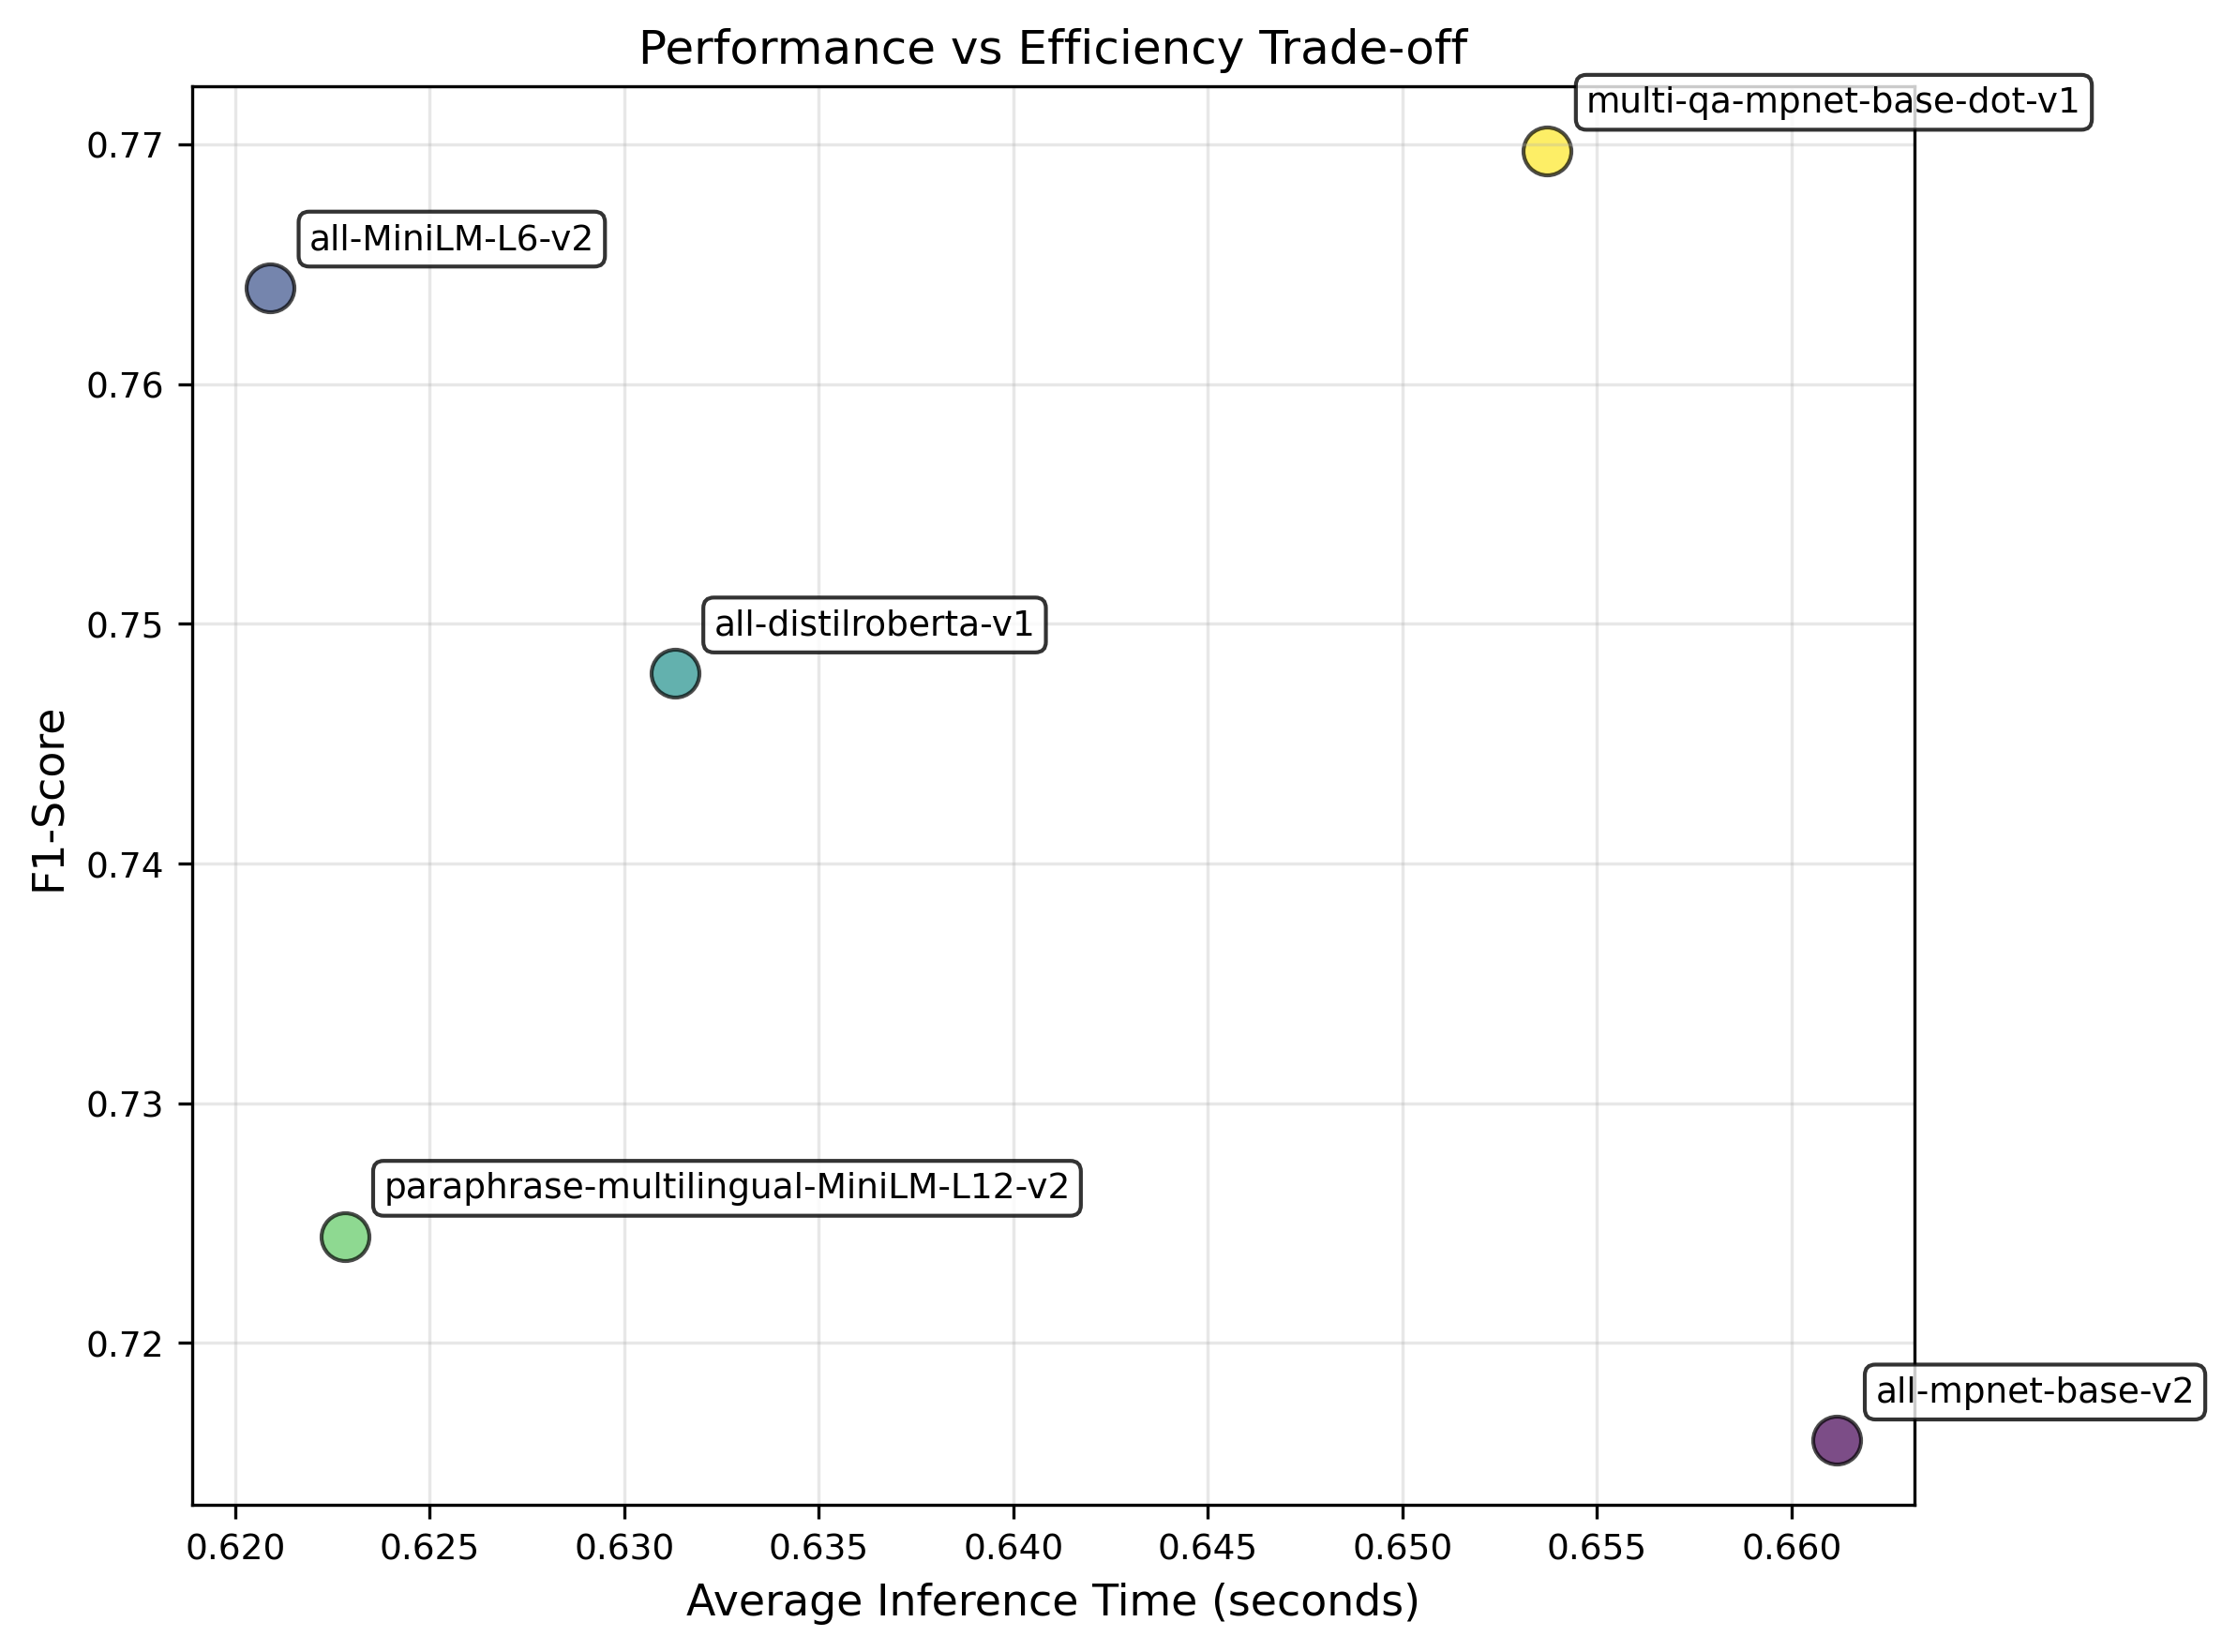 Performance vs Efficiency Trade-off
multi-qa-mpnet-base-dot-v1
0.77
all-MiniLM-L6-v2
0.76
all-distilroberta-v1
0.75
F1-Score
0.74
0.73
paraphrase-multilingual-MiniLM-L12-v2
0.72
all-mpnet-base-v2
0.620 0.625 0.630 0.635 0.640 0.645 0.650 0.655 0.660
Average Inference Time (seconds)